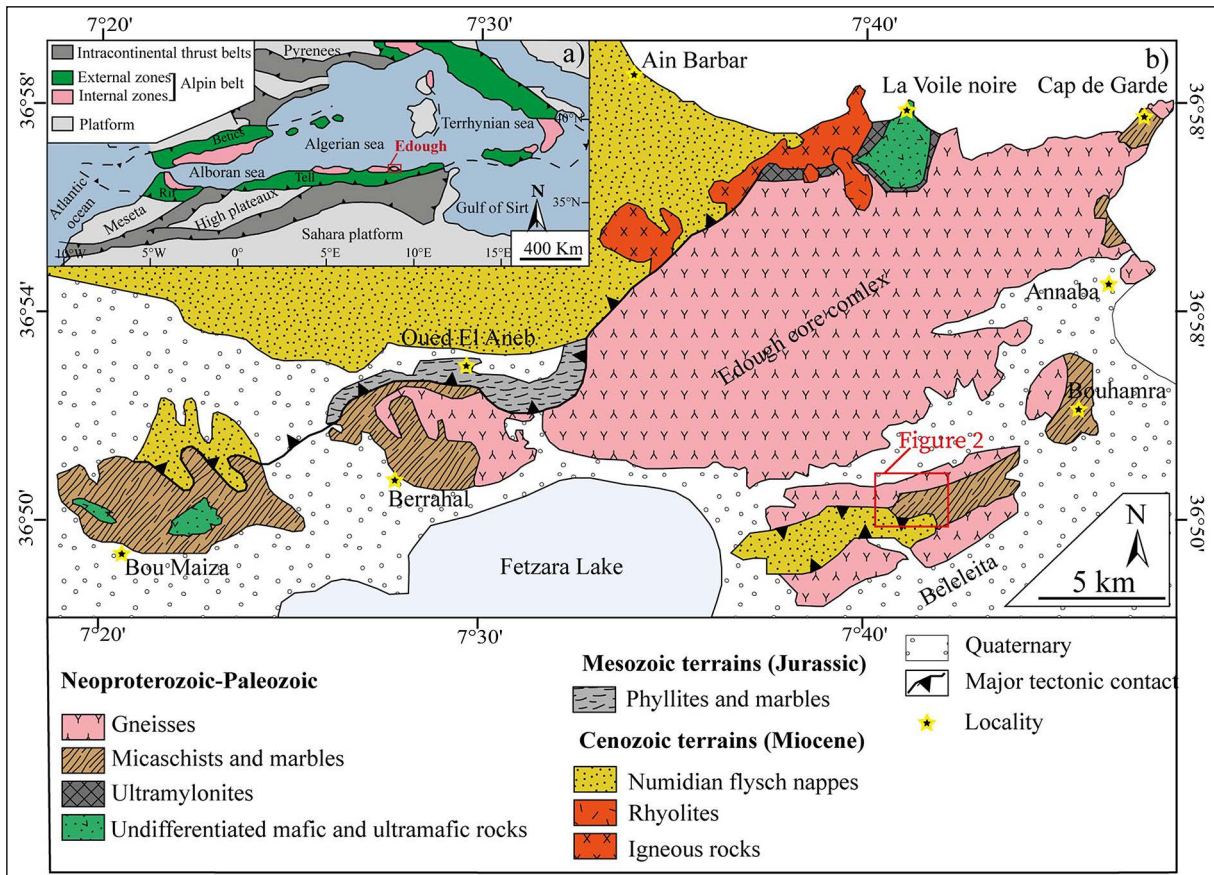 7°20'
7°30'
7°40'
a)
b)
Intracontinental thrust belts
External zones
Internal zones
Alpin belt
Platform
Pyrenees
Betics
Algerian sea
Terrhynian sea
40°N
Edough
Alboran sea
Tell
Rif
Atlantic
ocean
Meseta
High plateaux
Sahara platform
Gulf of Sirt
35°N
N
400 Km
10°W
5°W
0°
5°E
10°E
15°E
36°58'
36°58'
36°54'
36°58'
36°50'
36°50'
Ain Barbar
La Voile noire
Cap de Garde
Annaba
Edough core comlex
Oued El Aneb
Bouhamra
Figure 2
Berrahal
Bou Maiza
Fetzara Lake
Beleleita
N
5 km
7°20'
7°30'
7°40'
Neoproterozoic-Paleozoic
Gneisses
Micaschists and marbles
Ultramylonites
Undifferentiated mafic and ultramafic rocks
Mesozoic terrains (Jurassic)
Phyllites and marbles
Cenozoic terrains (Miocene)
Numidian flysch nappes
Rhyolites
Igneous rocks
Quaternary
Major tectonic contact
Locality